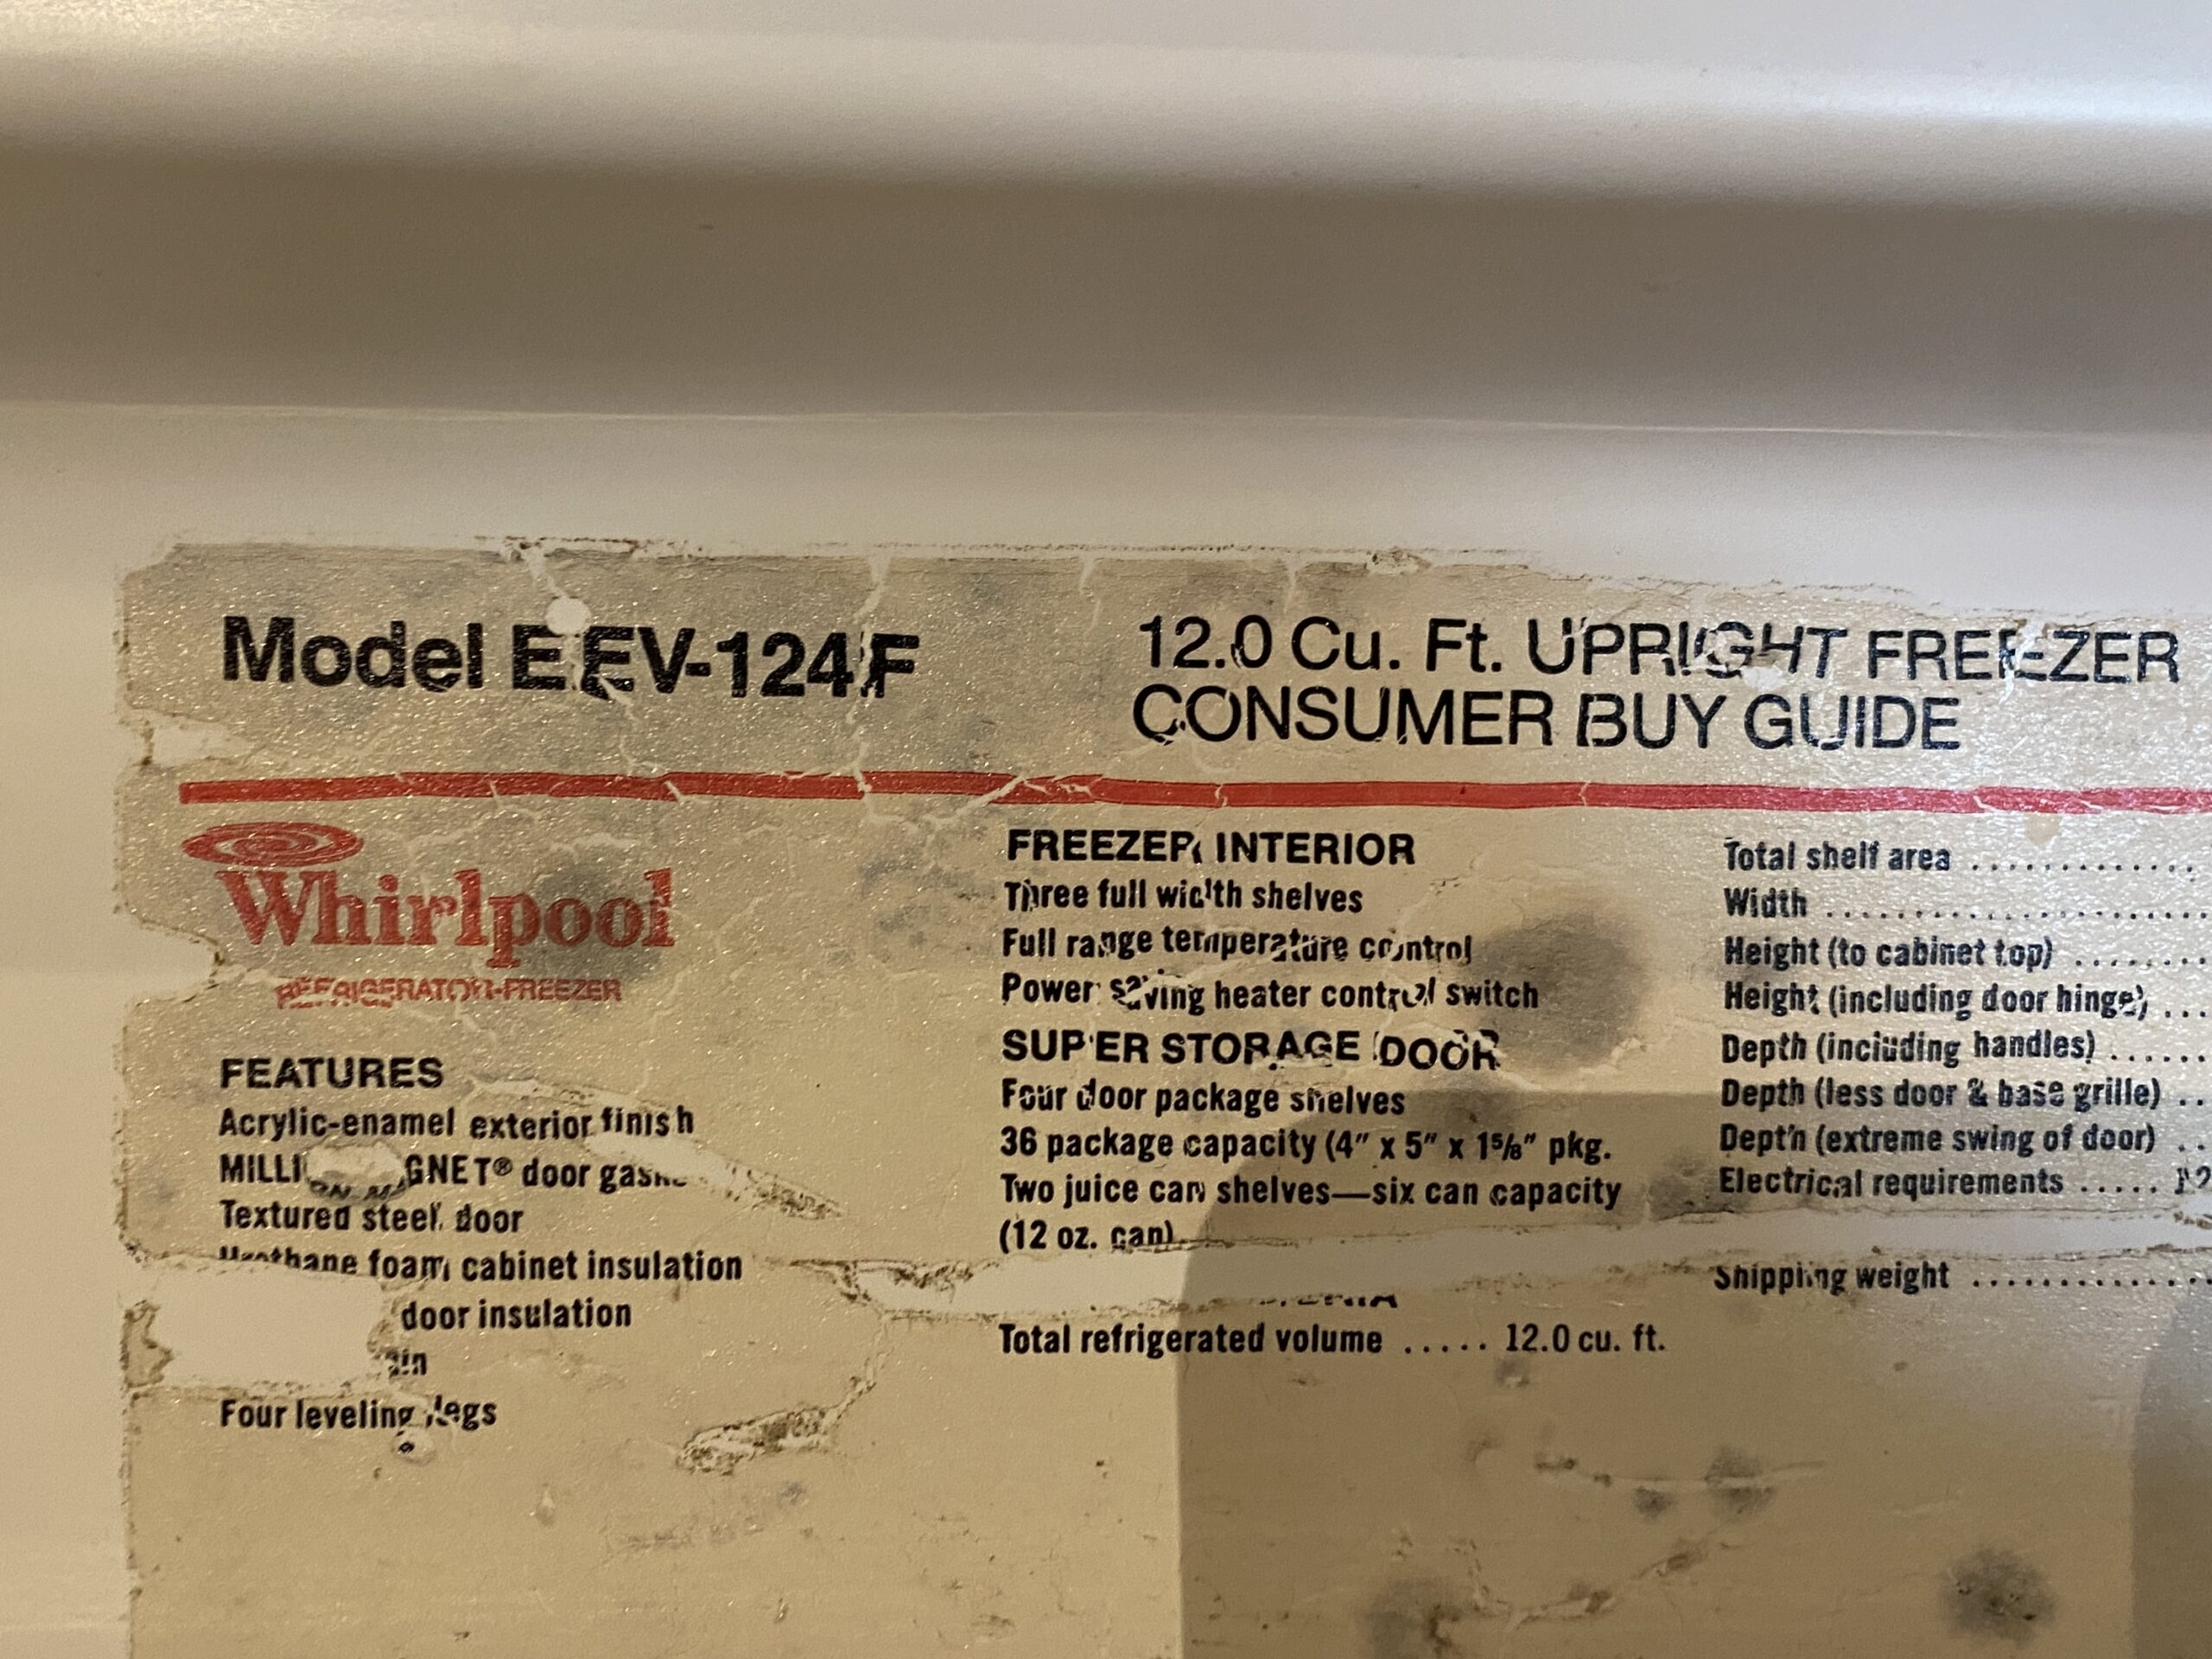 Model EEV-124F
12.0 Cu. Ft. UPRIGHT FREEZER
CONSUMER BUY GUIDE
Whirlpool
REFRIGERATOR-FREEZER
FEATURES
Acrylic-enamel exterior finish
door
Textured steel door
Urethane foam cabinet insulation
door insulation
Four leveling legs
FREEZER INTERIOR
Three full width shelves
Full range temperature control
Power saving heater control switch
SUPER STORAGE DOOR
Four door package shelves
36 package capacity (4" x 5" x 1⅝" pkg.
Two juice can shelves—six can capacity
(12 oz. can)
Total refrigerated volume ..... 12.0 cu. ft.
Total shelf area ..............
Width ........................
Height (to cabinet top) .......
Height (including door hinge) ...
Depth (including handles) ......
Depth (less door & base grille) ..
Depth (extreme swing of door) ..
Electrical requirements .....
Shipping weight ..............